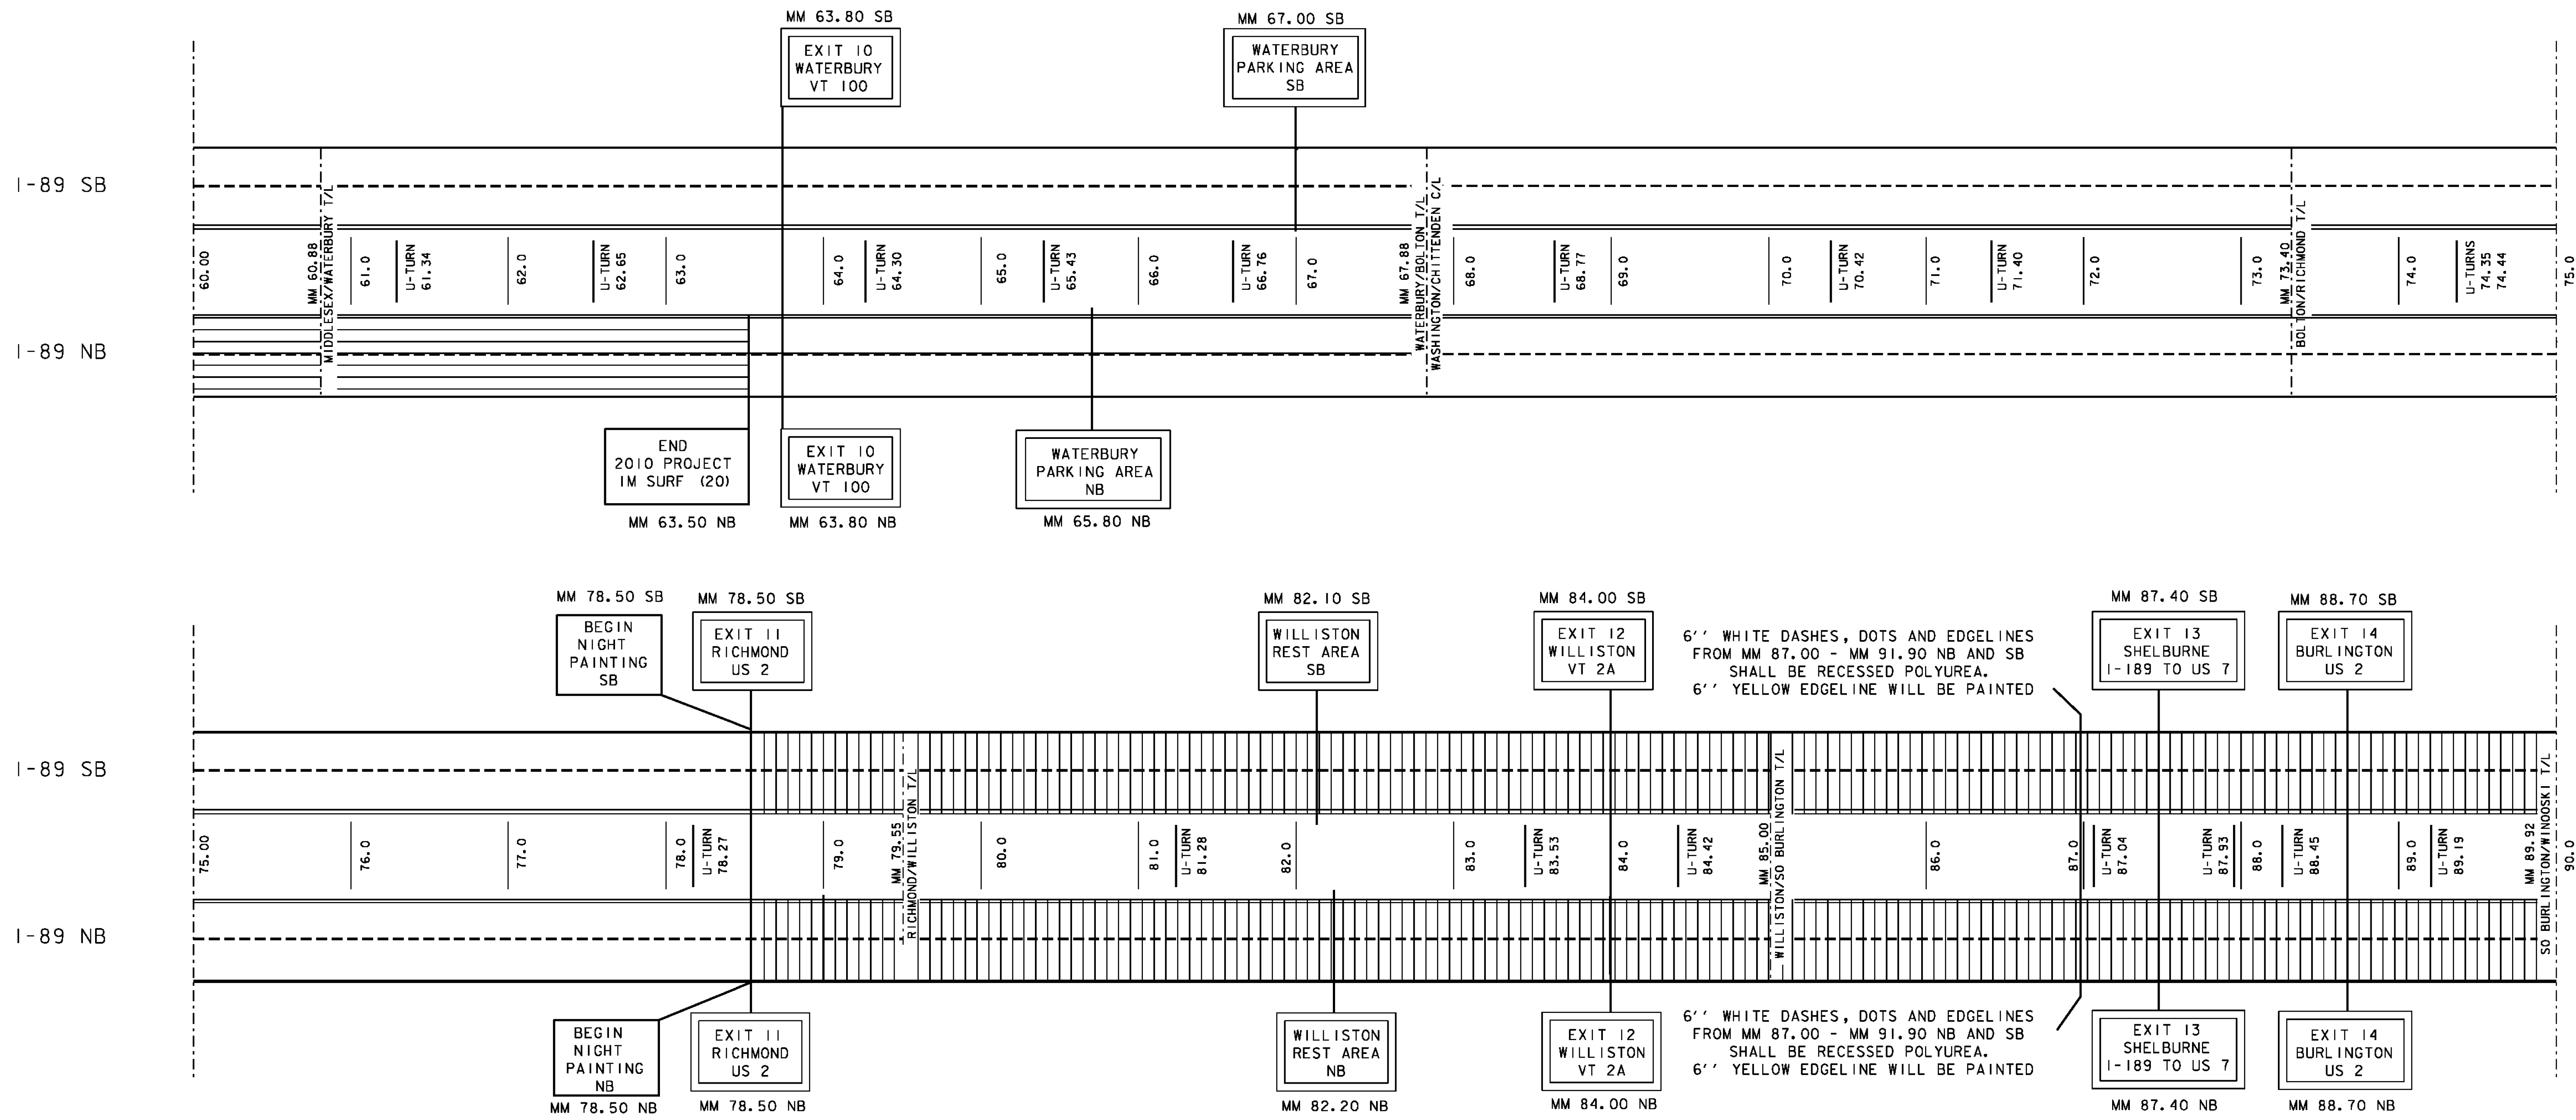 MM 63.80 SB
EXIT 10
WATERBURY
VT 100
MM 67.00 SB
WATERBURY
PARKING AREA
SB
I-89 SB
I-89 NB
60.00
MM 60.88
MIDDLESEX/WATERBURY T/L
61.0
U-TURN
61.34
62.0
U-TURN
62.65
63.0
64.0
U-TURN
64.30
65.0
U-TURN
65.43
66.0
U-TURN
66.76
67.0
MM 67.88
WATERBURY/BOLTON T/L
WASHINGTON/CHITTENDEN C/L
68.0
U-TURN
68.77
69.0
70.0
U-TURN
70.42
71.0
U-TURN
71.40
72.0
73.0
MM 73.40
BOLTON/RICHMOND T/L
74.0
U-TURNS
74.35
74.44
75.0
END
2010 PROJECT
IM SURF (20)
MM 63.50 NB
EXIT 10
WATERBURY
VT 100
MM 63.80 NB
WATERBURY
PARKING AREA
NB
MM 65.80 NB
MM 78.50 SB
BEGIN
NIGHT
PAINTING
SB
MM 78.50 SB
EXIT 11
RICHMOND
US 2
MM 82.10 SB
WILLISTON
REST AREA
SB
MM 84.00 SB
EXIT 12
WILLISTON
VT 2A
6'' WHITE DASHES, DOTS AND EDGELINES
FROM MM 87.00 - MM 91.90 NB AND SB
SHALL BE RECESSED POLYUREA.
6'' YELLOW EDGELINE WILL BE PAINTED
MM 87.40 SB
EXIT 13
SHELBURNE
I-189 TO US 7
MM 88.70 SB
EXIT 14
BURLINGTON
US 2
I-89 SB
I-89 NB
75.00
76.0
77.0
78.0
U-TURN
78.27
79.0
MM 79.55
RICHMOND/WILLISTON T/L
80.0
81.0
U-TURN
81.28
82.0
83.0
U-TURN
83.53
84.0
U-TURN
84.42
MM 85.00
WILLISTON/SO BURLINGTON T/L
86.0
87.0
U-TURN
87.04
U-TURN
87.93
88.0
U-TURN
88.45
89.0
U-TURN
89.19
MM 89.92
SO BURLINGTON/WINOOSKI T/L
90.0
BEGIN
NIGHT
PAINTING
NB
MM 78.50 NB
EXIT 11
RICHMOND
US 2
MM 78.50 NB
WILLISTON
REST AREA
NB
MM 82.20 NB
EXIT 12
WILLISTON
VT 2A
MM 84.00 NB
6'' WHITE DASHES, DOTS AND EDGELINES
FROM MM 87.00 - MM 91.90 NB AND SB
SHALL BE RECESSED POLYUREA.
6'' YELLOW EDGELINE WILL BE PAINTED
EXIT 13
SHELBURNE
I-189 TO US 7
MM 87.40 NB
EXIT 14
BURLINGTON
US 2
MM 88.70 NB